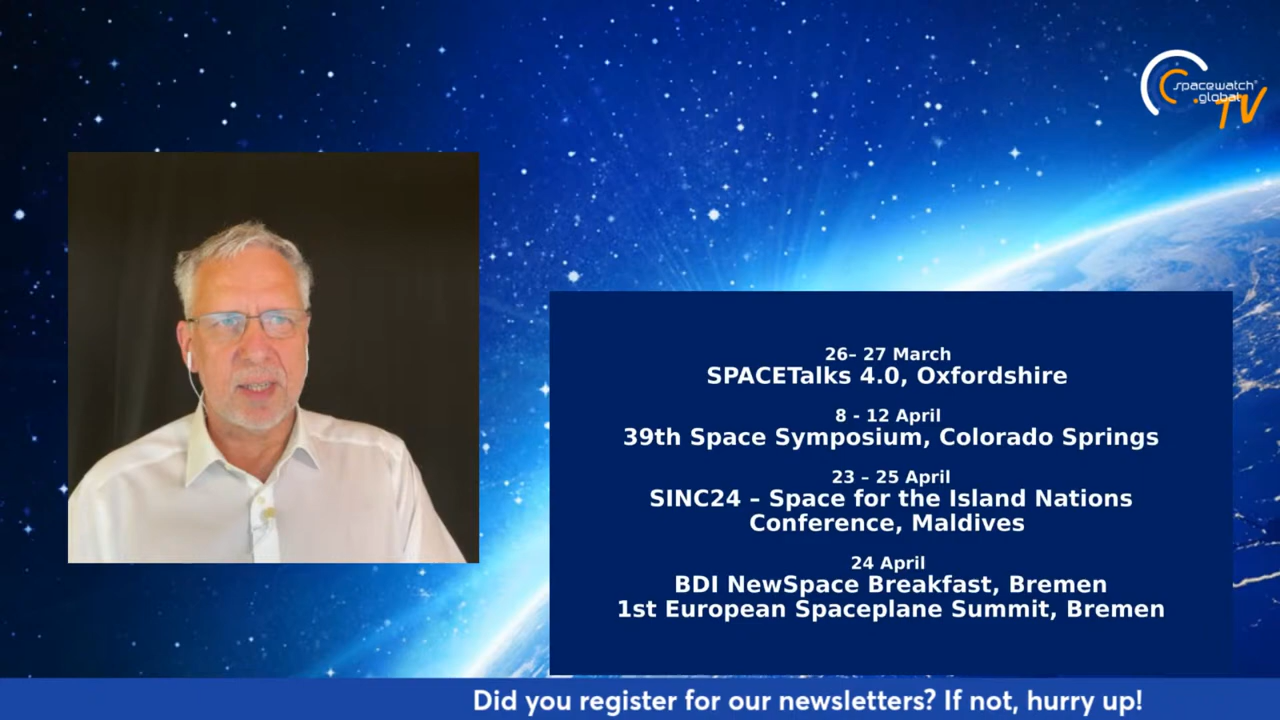 spacewatch
global
TV
26– 27 March
SPACETalks 4.0, Oxfordshire
8 - 12 April
39th Space Symposium, Colorado Springs
23 – 25 April
SINC24 – Space for the Island Nations
Conference, Maldives
24 April
BDI NewSpace Breakfast, Bremen
1st European Spaceplane Summit, Bremen
Did you register for our newsletters? If not, hurry up!